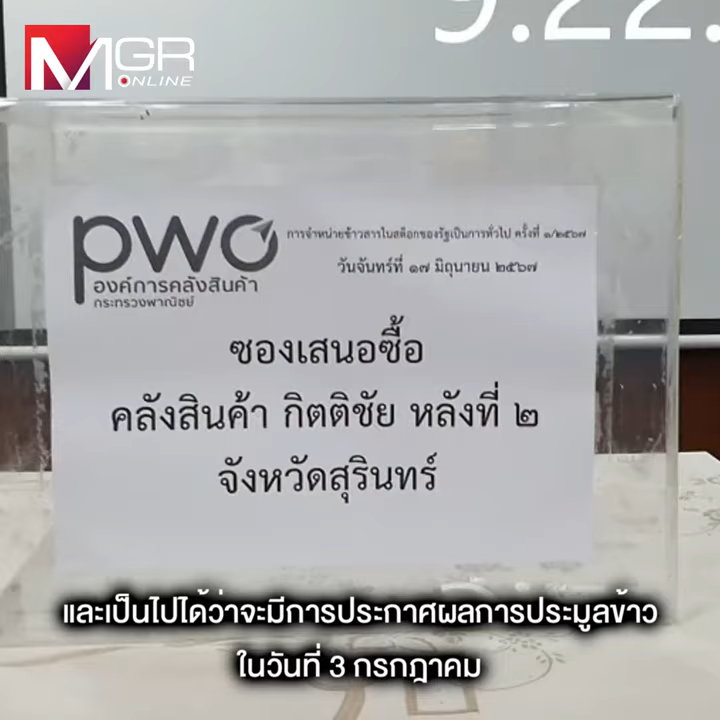 MGR
ONLINE
9.22.
pwo
องค์การคลังสินค้า
กระทรวงพาณิชย์
การจำหน่ายข้าวสารในสต็อกของรัฐเป็นการทั่วไป ครั้งที่ ๑/๒๕๖๗
วันจันทร์ที่ ๑๗ มิถุนายน ๒๕๖๗
ซองเสนอซื้อ
คลังสินค้า กิตติชัย หลังที่ ๒
จังหวัดสุรินทร์
และเป็นไปได้ว่าจะมีการประกาศผลการประมูลข้าว
ในวันที่ 3 กรกฎาคม